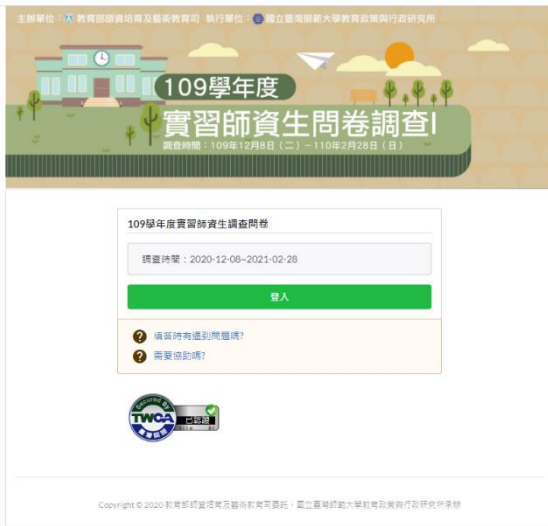 主辦單位：教育部師資培育及藝術教育司 執行單位：國立臺灣師範大學教育政策與行政研究所
109學年度
實習師資生問卷調查I
調查時間：109年12月8日（二）－110年2月28日（日）
109學年度實習師資生調查問卷
調查時間：2020-12-08~2021-02-28
登入
填答時有遇到問題嗎?
需要協助嗎?
Secured By
TWCA
已認證
Copyright © 2020 教育部師資培育及藝術教育司委託，國立臺灣師範大學教育政策與行政研究所承辦